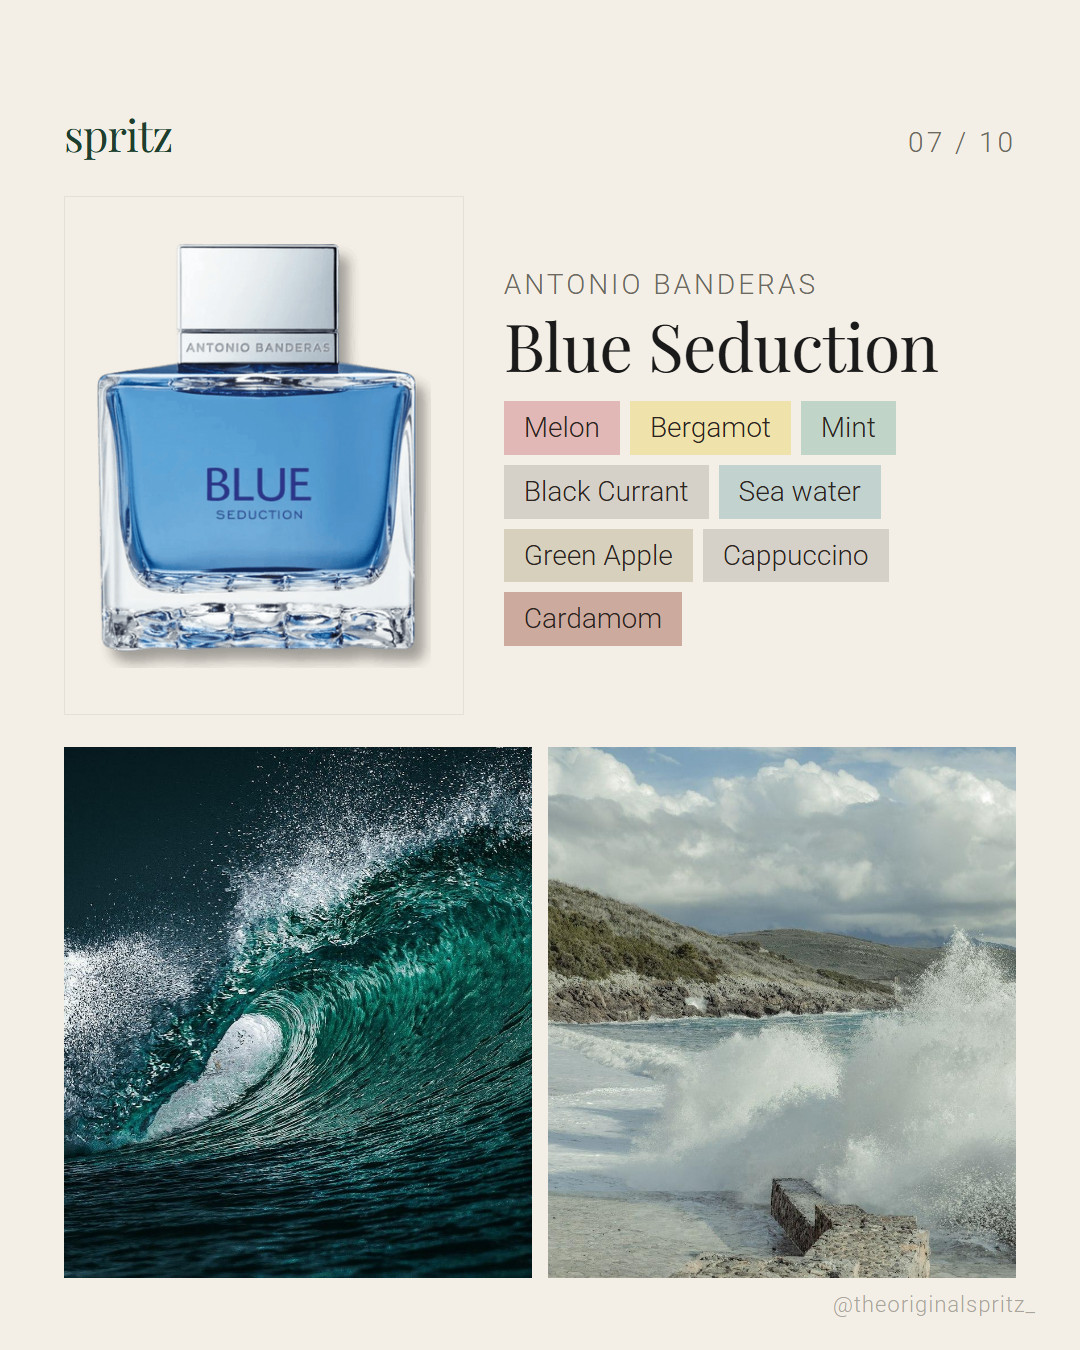 spritz
07 / 10
ANTONIO BANDERAS
BLUE
SEDUCTION
ANTONIO BANDERAS
Blue Seduction
Melon
Bergamot
Mint
Black Currant
Sea water
Green Apple
Cappuccino
Cardamom
@theoriginalspritz_